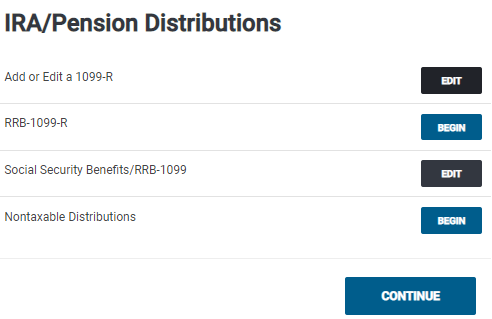 IRA/Pension Distributions
Add or Edit a 1099-R
EDIT
RRB-1099-R
BEGIN
Social Security Benefits/RRB-1099
EDIT
Nontaxable Distributions
BEGIN
CONTINUE